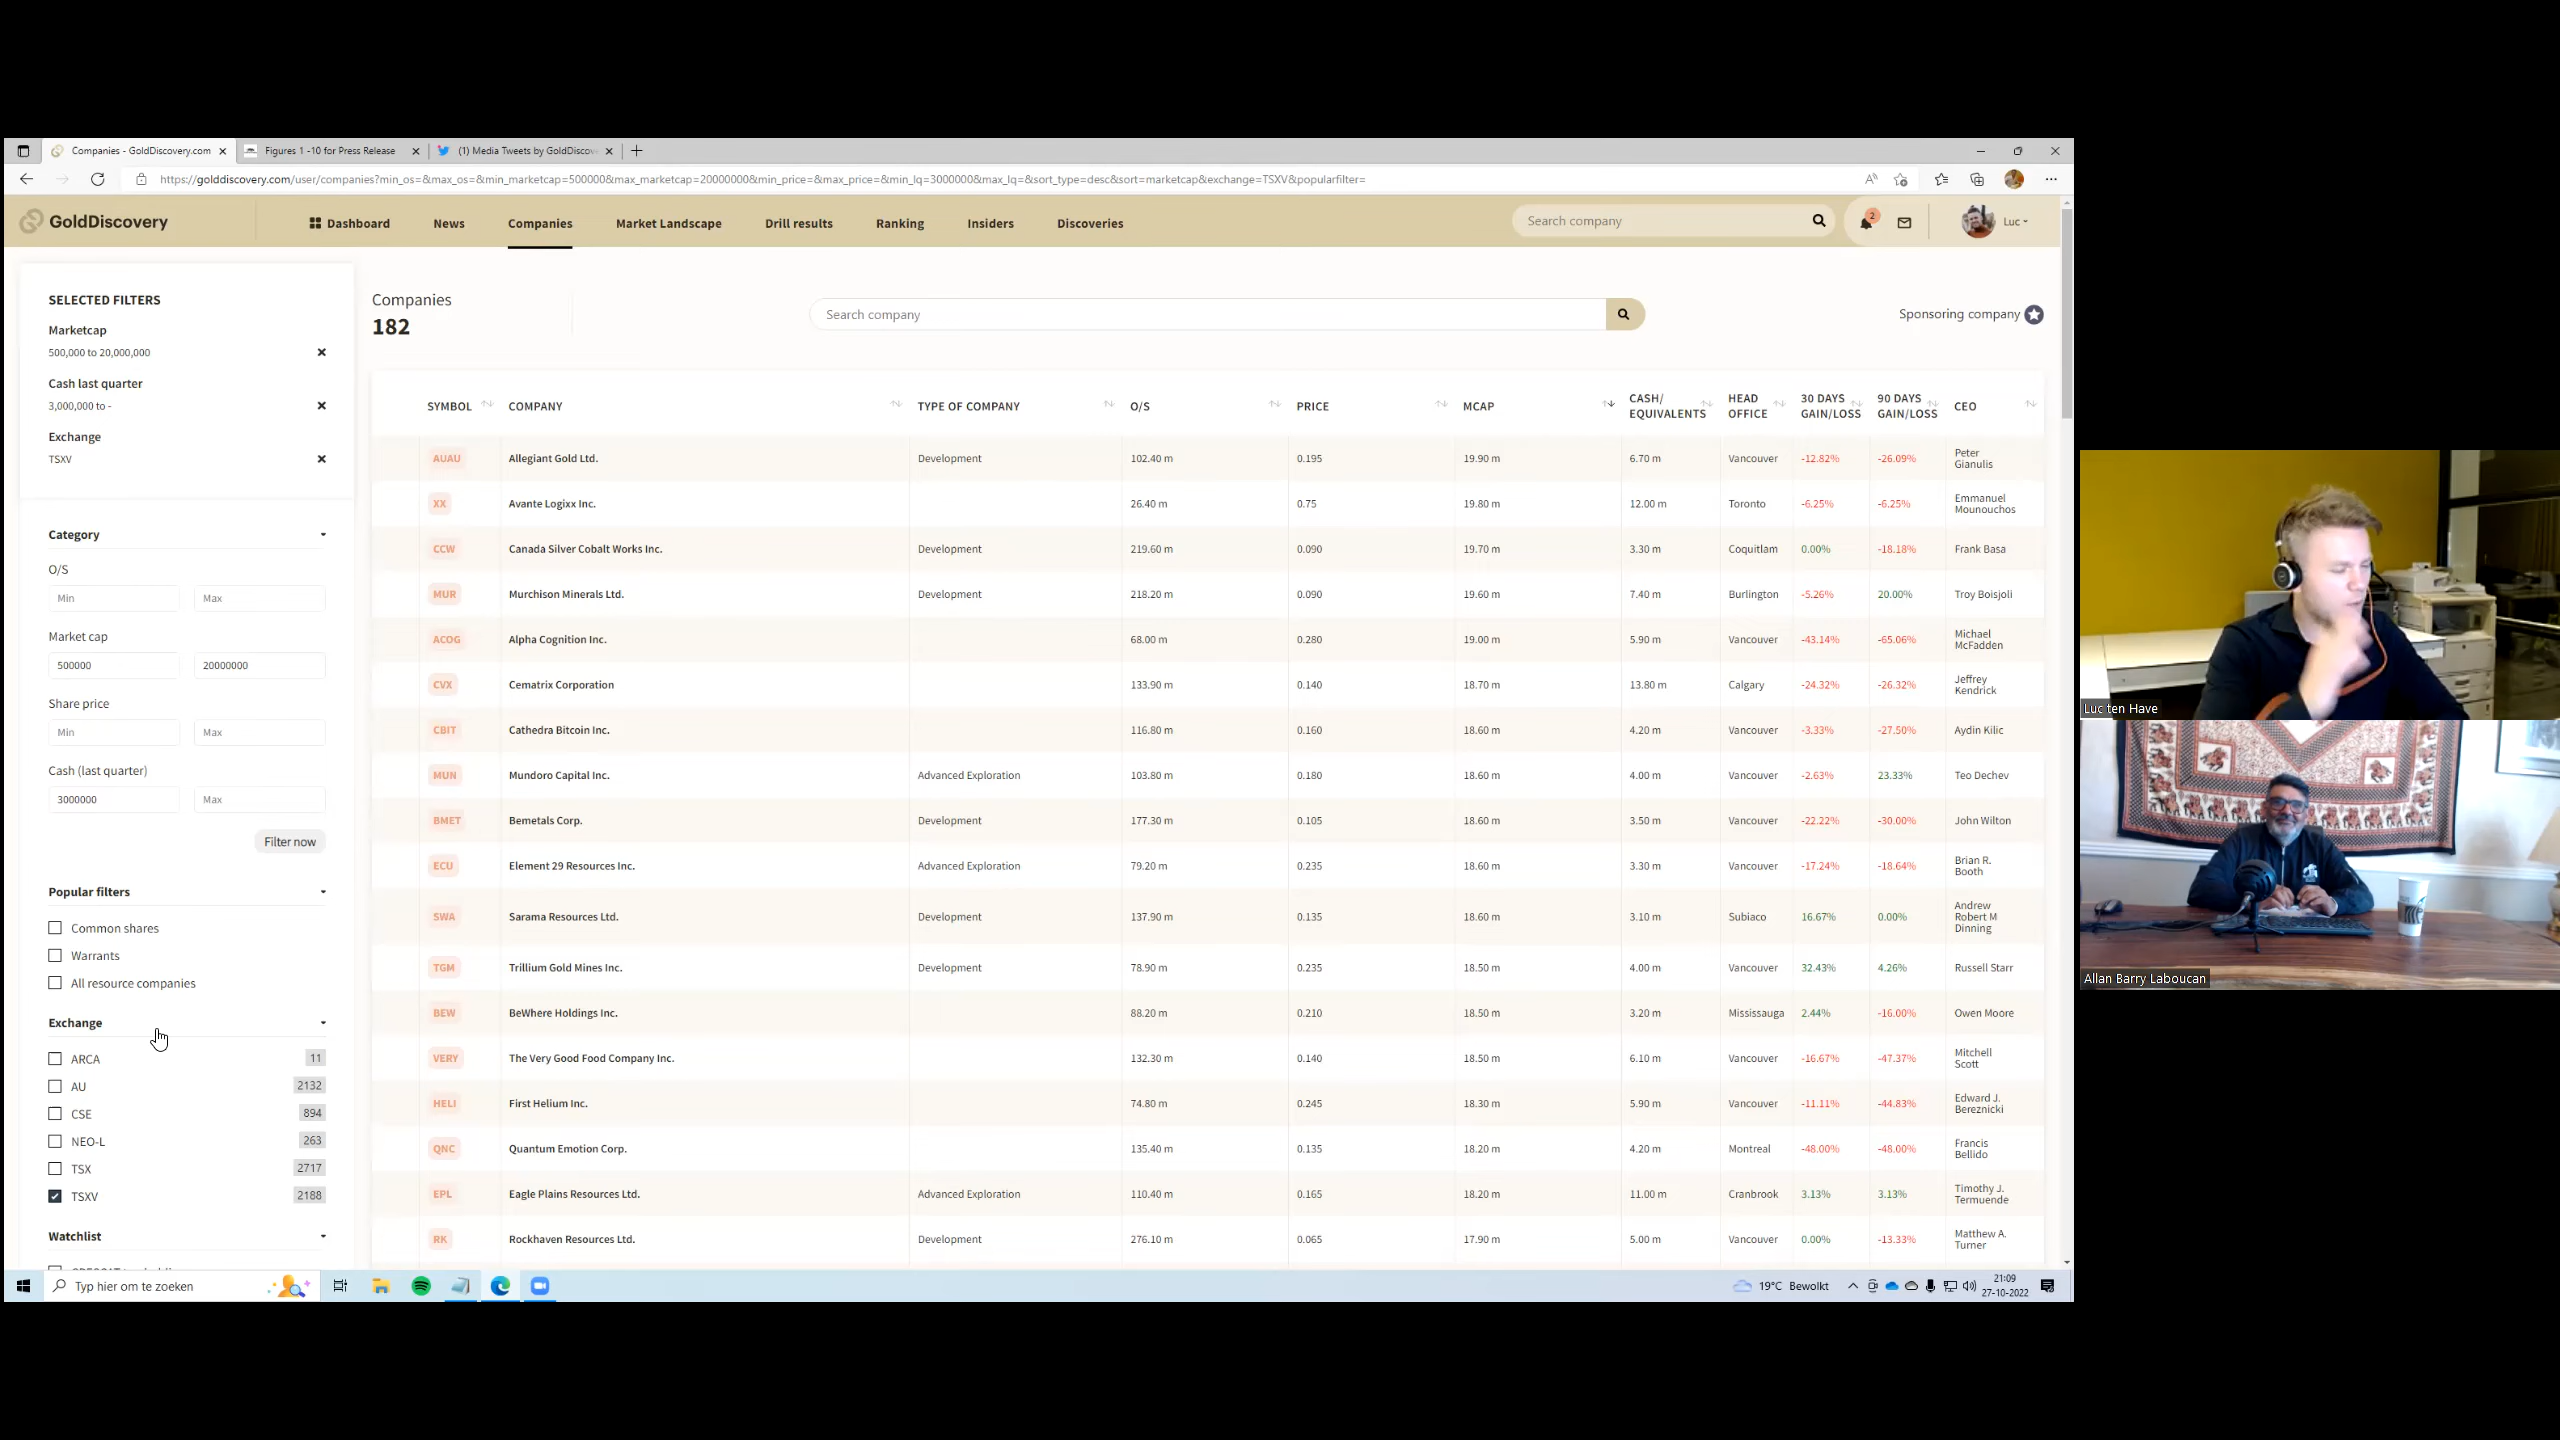 Companies - GoldDiscovery.com
Figures 1 -10 for Press Release
(1) Media Tweets by GoldDiscov
https://golddiscovery.com/user/companies?min_os=&max_os=&min_marketcap=500000&max_marketcap=20000000&min_price=&max_price=&min_lq=3000000&max_lq=&sort_type=desc&sort=marketcap&exchange=TSXV&popularfilter=
GoldDiscovery
Dashboard News Companies Market Landscape Drill results Ranking Insiders Discoveries
Search company
2
Luc
SELECTED FILTERS
Marketcap
500,000 to 20,000,000
Cash last quarter
3,000,000 to -
Exchange
TSXV
Category
O/S
Min Max
Market cap
500000 20000000
Share price
Min Max
Cash (last quarter)
3000000 Max
Filter now
Popular filters
Common shares
Warrants
All resource companies
Exchange
ARCA 11
AU 2132
CSE 894
NEO-L 263
TSX 2717
TSXV 2188
Watchlist
Companies
182
Search company
Sponsoring company
SYMBOL COMPANY TYPE OF COMPANY O/S PRICE MCAP CASH/ EQUIVALENTS HEAD OFFICE 30 DAYS GAIN/LOSS 90 DAYS GAIN/LOSS CEO
AUAU Allegiant Gold Ltd. Development 102.40 m 0.195 19.90 m 6.70 m Vancouver -12.82% -26.09% Peter Gianulis
XX Avante Logixx Inc. 26.40 m 0.75 19.80 m 12.00 m Toronto -6.25% -6.25% Emmanuel Mounouchos
CCW Canada Silver Cobalt Works Inc. Development 219.60 m 0.090 19.70 m 3.30 m Coquitlam 0.00% -18.18% Frank Basa
MUR Murchison Minerals Ltd. Development 218.20 m 0.090 19.60 m 7.40 m Burlington -5.26% 20.00% Troy Boisjoli
ACOG Alpha Cognition Inc. 68.00 m 0.280 19.00 m 5.90 m Vancouver -43.14% -65.06% Michael McFadden
CVX Cematrix Corporation 133.90 m 0.140 18.70 m 13.80 m Calgary -24.32% -26.32% Jeffrey Kendrick
CBIT Cathedra Bitcoin Inc. 116.80 m 0.160 18.60 m 4.20 m Vancouver -3.33% -27.50% Aydin Kilic
MUN Mundoro Capital Inc. Advanced Exploration 103.80 m 0.180 18.60 m 4.00 m Vancouver -2.63% 23.33% Teo Dechev
BMET Bemetals Corp. Development 177.30 m 0.105 18.60 m 3.50 m Vancouver -22.22% -30.00% John Wilton
ECU Element 29 Resources Inc. Advanced Exploration 79.20 m 0.235 18.60 m 3.30 m Vancouver -17.24% -18.64% Brian R. Booth
SWA Sarama Resources Ltd. Development 137.90 m 0.135 18.60 m 3.10 m Subiaco 16.67% 0.00% Andrew Robert M Dinning
TGM Trillium Gold Mines Inc. Development 78.90 m 0.235 18.50 m 4.00 m Vancouver 32.43% 4.26% Russell Starr
BEW BeWhere Holdings Inc. 88.20 m 0.210 18.50 m 3.20 m Mississauga 2.44% -16.00% Owen Moore
VERY The Very Good Food Company Inc. 132.30 m 0.140 18.50 m 6.10 m Vancouver -16.67% -47.37% Mitchell Scott
HELI First Helium Inc. 74.80 m 0.245 18.30 m 5.90 m Vancouver -11.11% -44.83% Edward J. Bereznicki
QNC Quantum Emotion Corp. 135.40 m 0.135 18.20 m 4.20 m Montreal -48.00% -48.00% Francis Bellido
EPL Eagle Plains Resources Ltd. Advanced Exploration 110.40 m 0.165 18.20 m 11.00 m Cranbrook 3.13% 3.13% Timothy J. Termuende
RK Rockhaven Resources Ltd. Development 276.10 m 0.065 17.90 m 5.00 m Vancouver 0.00% -13.33% Matthew A. Turner
Luc ten Have
Allan Barry Laboucan
Typ hier om te zoeken
19°C Bewolkt
21:09
27-10-2022